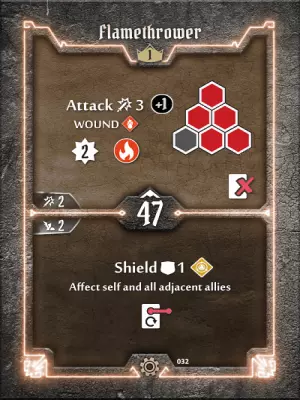 Flamethrower
1
Attack 3 +1
WOUND
2
2
47
2
Shield 1
Affect self and all adjacent allies
032